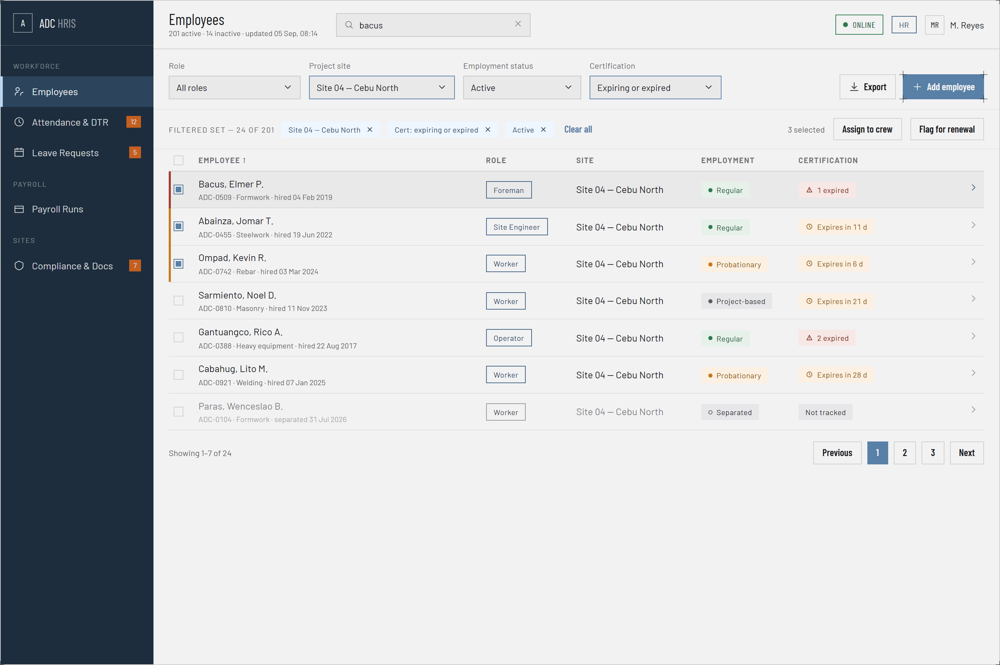 A ADC HRIS
WORKFORCE
Employees
Attendance & DTR 12
Leave Requests 5
PAYROLL
Payroll Runs
SITES
Compliance & Docs 7
Employees
201 active · 14 inactive · updated 05 Sep, 08:14
bacus
ONLINE
HR
MR M. Reyes
Role
All roles
Project site
Site 04 — Cebu North
Employment status
Active
Certification
Expiring or expired
Export
Add employee
FILTERED SET — 24 OF 201
Site 04 — Cebu North
Cert: expiring or expired
Active
Clear all
3 selected
Assign to crew
Flag for renewal
EMPLOYEE ↑ ROLE SITE EMPLOYMENT CERTIFICATION
Bacus, Elmer P.
ADC-0509 · Formwork · hired 04 Feb 2019
Foreman
Site 04 — Cebu North
Regular
1 expired
Abainza, Jomar T.
ADC-0455 · Steelwork · hired 19 Jun 2022
Site Engineer
Site 04 — Cebu North
Regular
Expires in 11 d
Ompad, Kevin R.
ADC-0742 · Rebar · hired 03 Mar 2024
Worker
Site 04 — Cebu North
Probationary
Expires in 6 d
Sarmiento, Noel D.
ADC-0810 · Masonry · hired 11 Nov 2023
Worker
Site 04 — Cebu North
Project-based
Expires in 21 d
Gantuangco, Rico A.
ADC-0388 · Heavy equipment · hired 22 Aug 2017
Operator
Site 04 — Cebu North
Regular
2 expired
Cabahug, Lito M.
ADC-0921 · Welding · hired 07 Jan 2025
Worker
Site 04 — Cebu North
Probationary
Expires in 28 d
Paras, Wenceslao B.
ADC-0104 · Formwork · separated 31 Jul 2026
Worker
Site 04 — Cebu North
Separated
Not tracked
Showing 1–7 of 24
Previous 1 2 3 Next